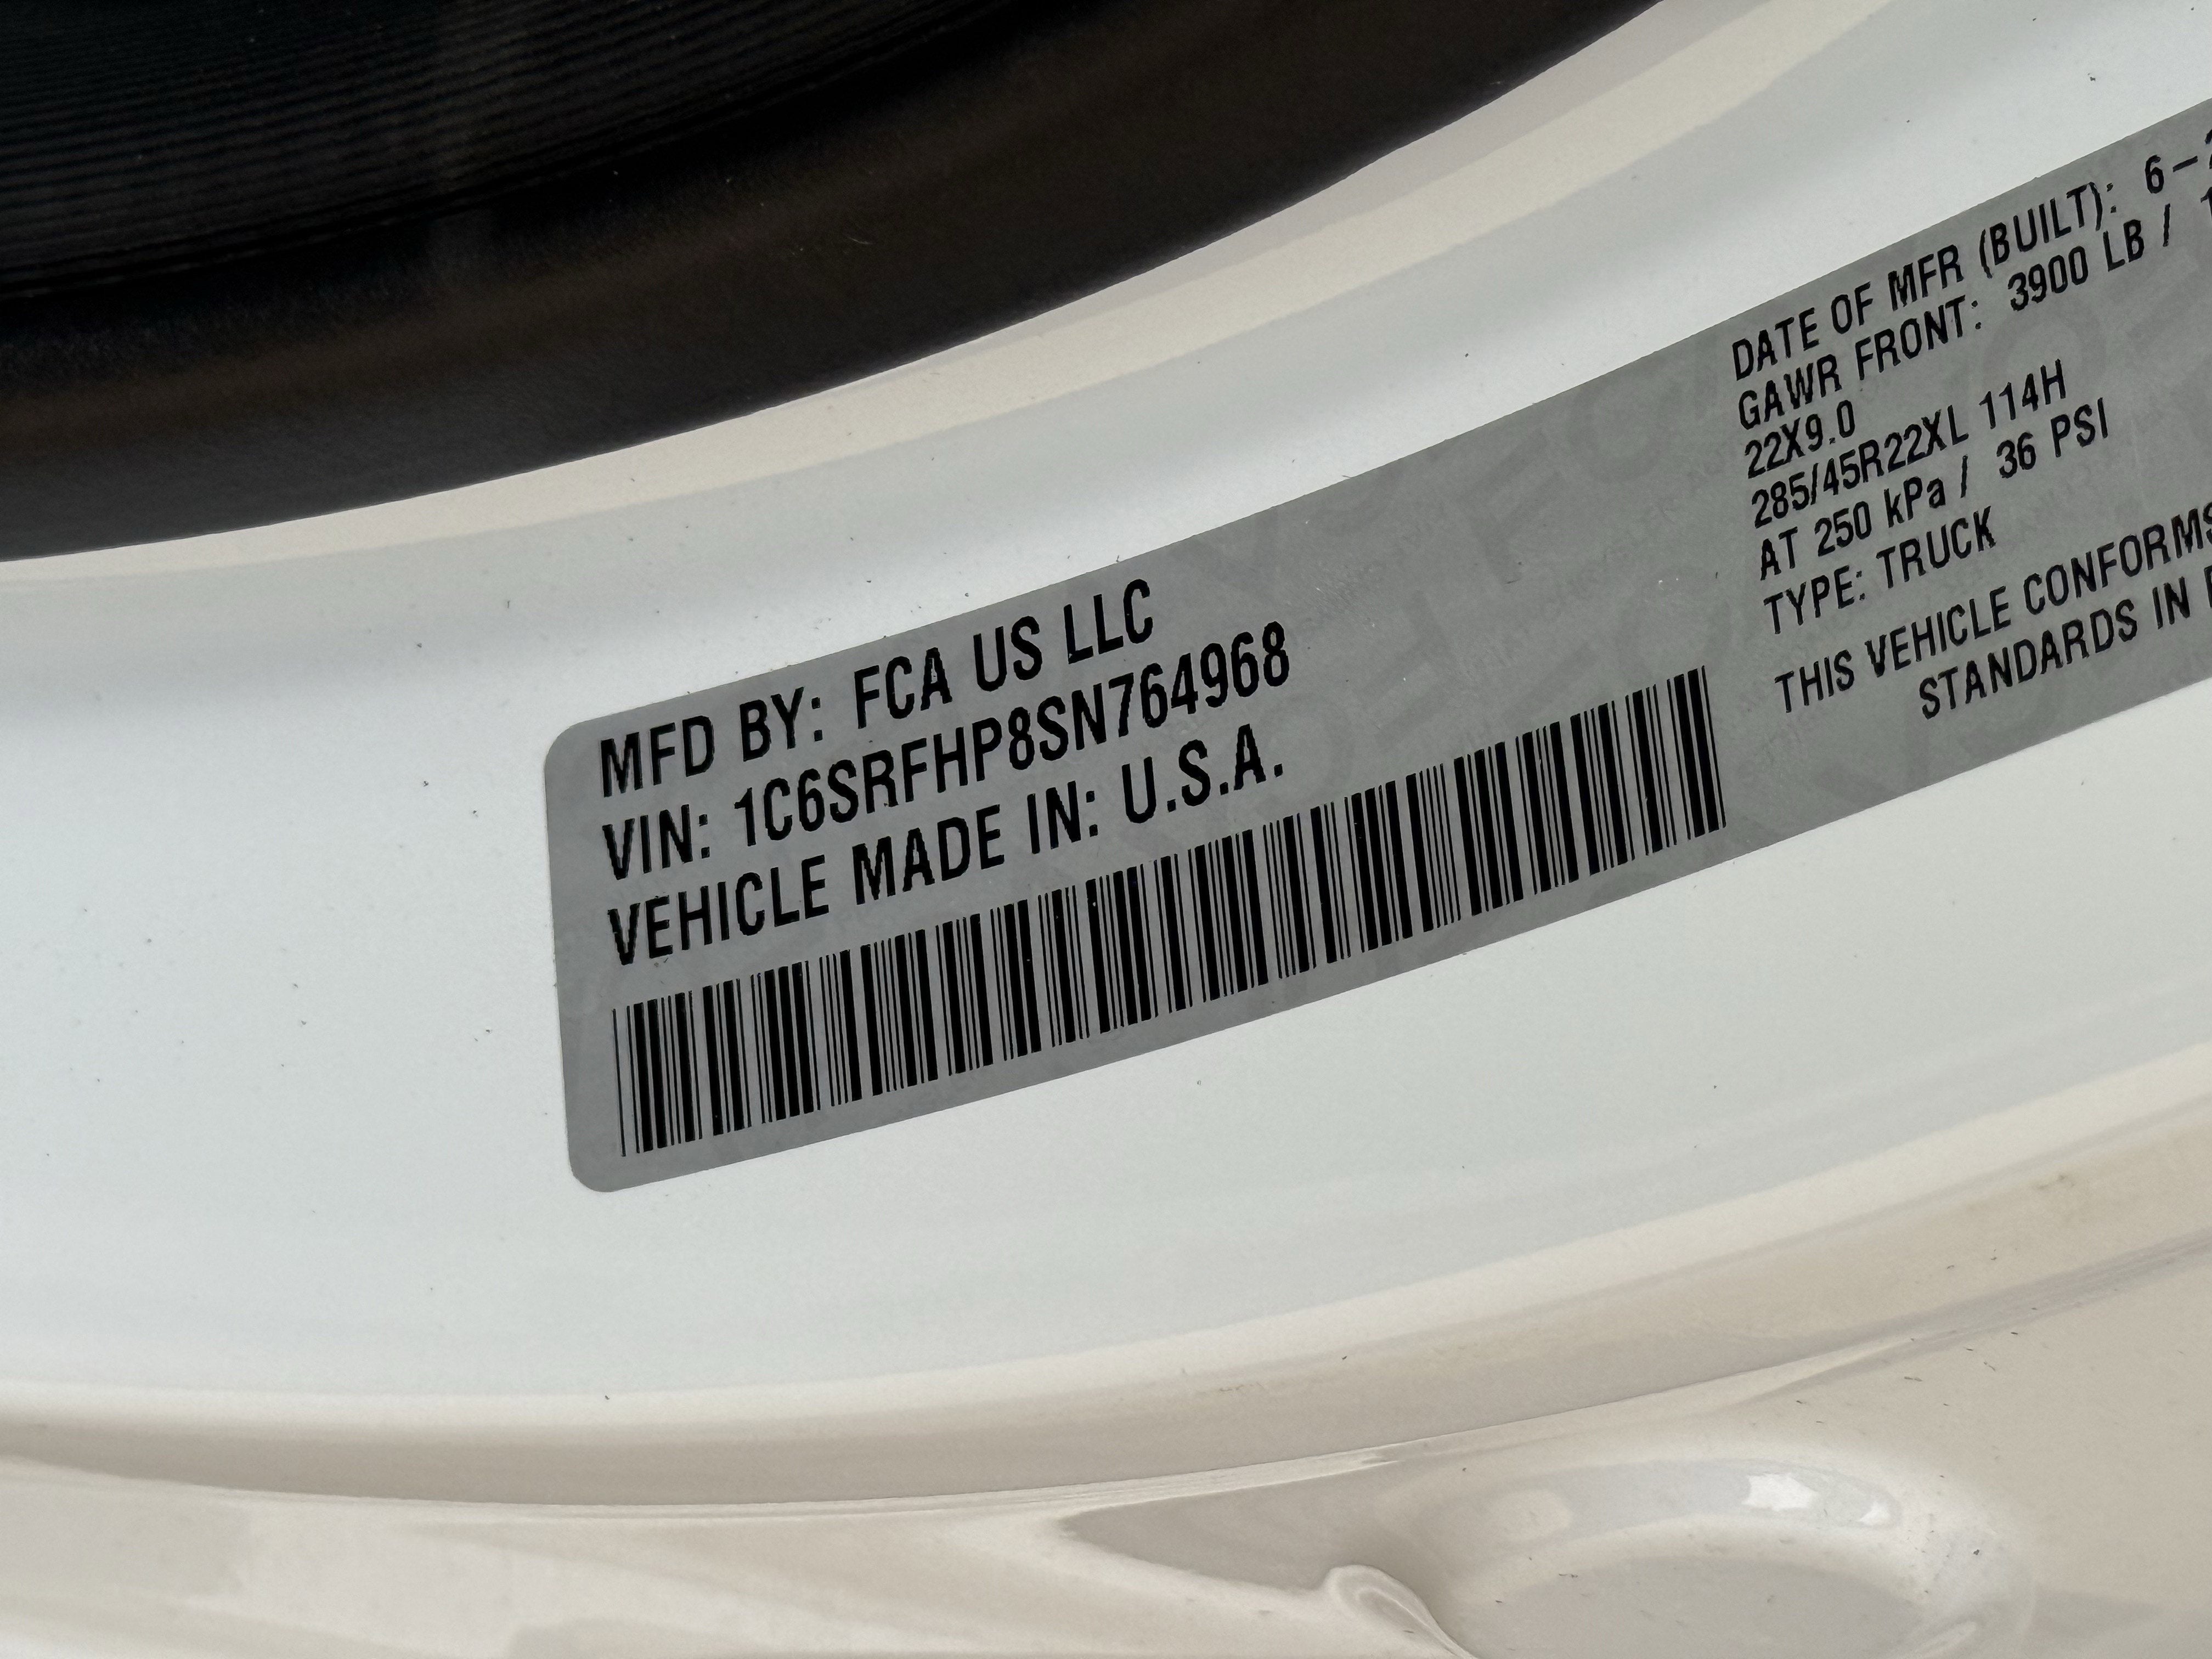 MFD BY: FCA US LLC
VIN: 1C6SRFHP8SN764968
VEHICLE MADE IN: U.S.A.
DATE OF MFR (BUILT): 6-
GAWR FRONT: 3900 LB /
22X9.0
285/45R22XL 114H
AT 250 kPa / 36 PSI
TYPE: TRUCK
THIS VEHICLE CONFORMS
STANDARDS IN